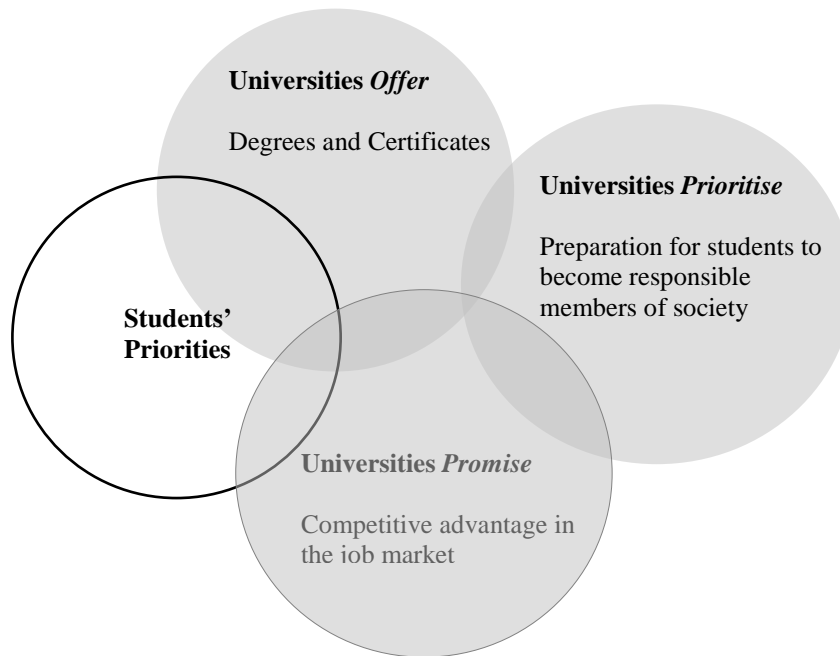 Universities Offer
Degrees and Certificates
Universities Prioritise
Preparation for students to
become responsible
members of society
Students’
Priorities
Universities Promise
Competitive advantage in
the job market